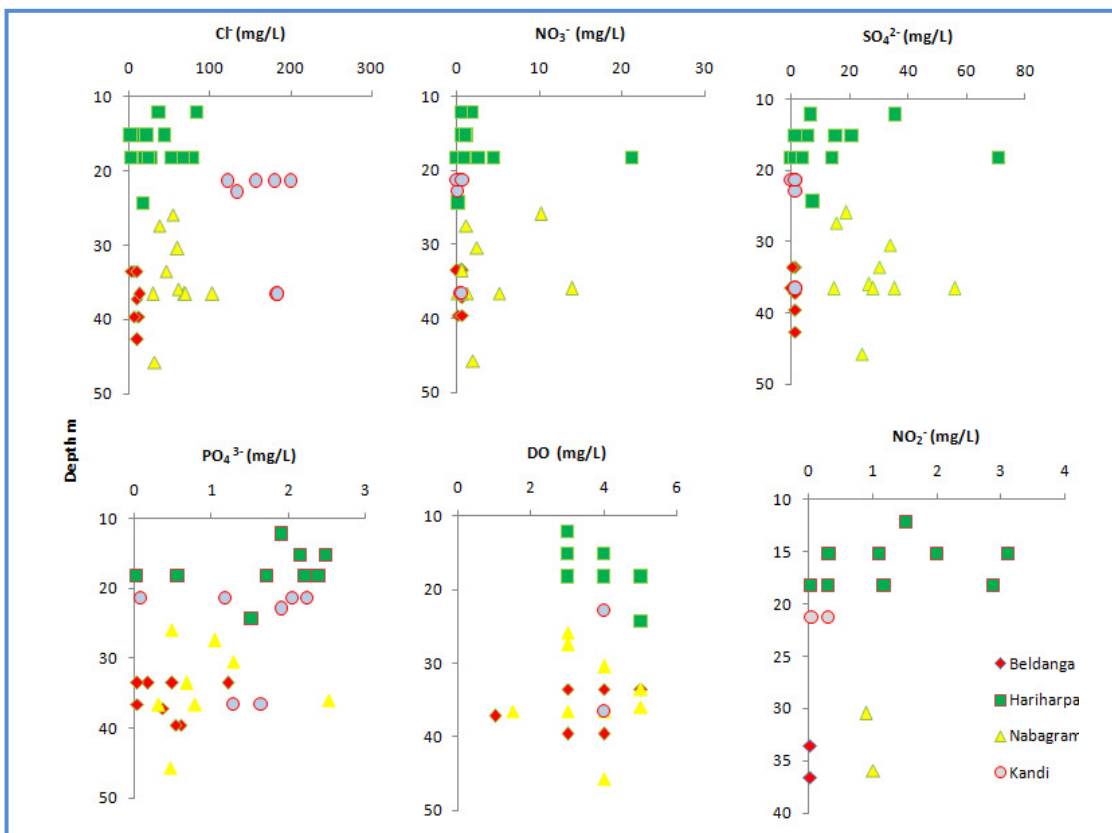 Cl⁻ (mg/L)
0 100 200 300
10
20
30
40
50
NO₃⁻ (mg/L)
0 10 20 30
10
20
30
40
50
SO₄²⁻ (mg/L)
0 20 40 60 80
10
20
30
40
50
Depth m
PO₄³⁻ (mg/L)
0 1 2 3
10
20
30
40
50
DO (mg/L)
0 2 4 6
10
20
30
40
50
NO₂⁻ (mg/L)
0 1 2 3 4
10
15
20
25
30
35
40
Beldanga
Hariharpa
Nabagram
Kandi